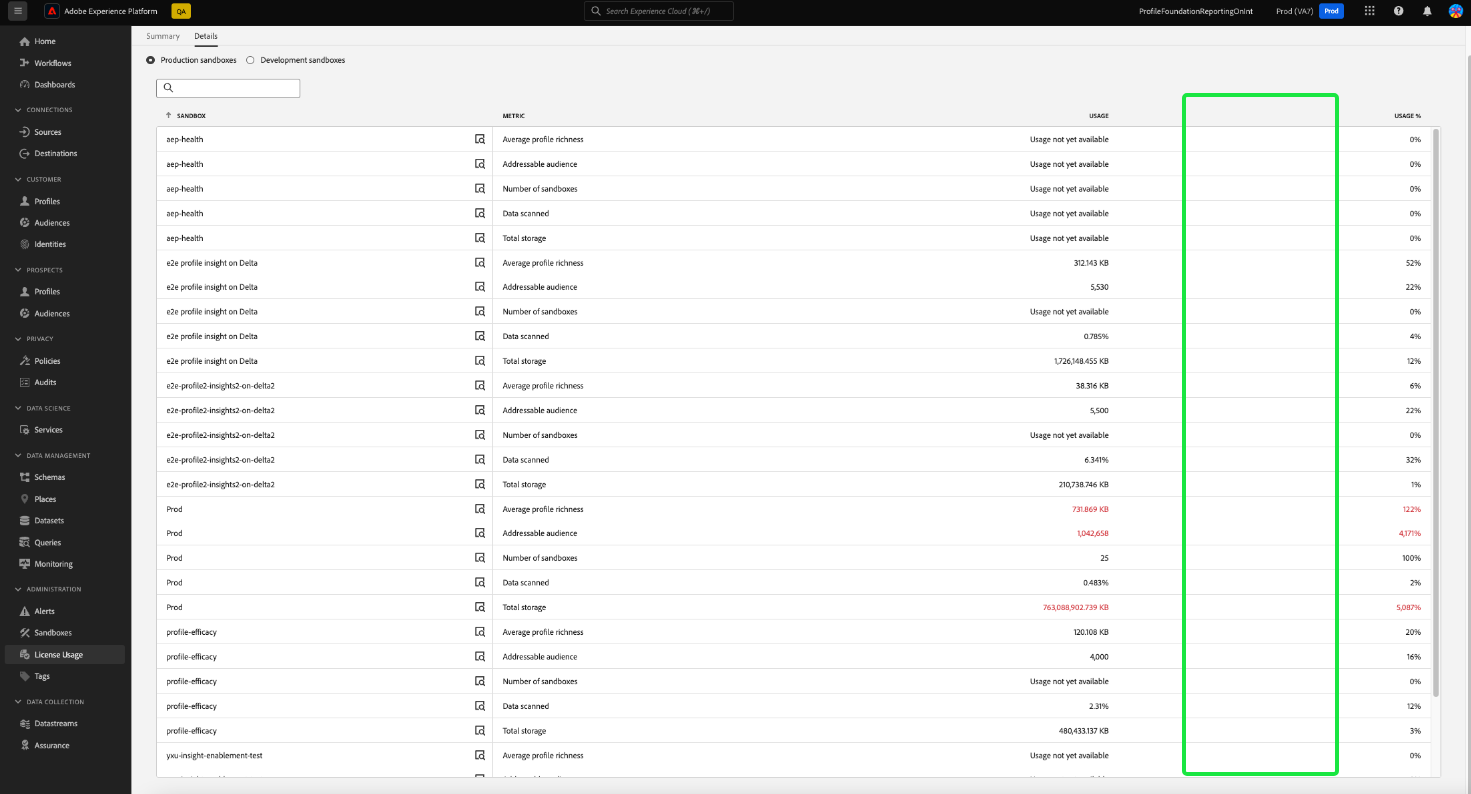 Adobe Experience Platform QA Search Experience Cloud (⌘+/) ProfileFoundationReportingOnInt Prod (VA7) Prod
Home
Workflows
Dashboards
CONNECTIONS
Sources
Destinations
CUSTOMER
Profiles
Audiences
Identities
PROSPECTS
Profiles
Audiences
PRIVACY
Policies
Audits
DATA SCIENCE
Services
DATA MANAGEMENT
Schemas
Places
Datasets
Queries
Monitoring
ADMINISTRATION
Alerts
Sandboxes
License Usage
Tags
DATA COLLECTION
Datastreams
Assurance
Summary Details
Production sandboxes Development sandboxes
SANDBOX METRIC USAGE USAGE %
aep-health Average profile richness Usage not yet available 0%
aep-health Addressable audience Usage not yet available 0%
aep-health Number of sandboxes Usage not yet available 0%
aep-health Data scanned Usage not yet available 0%
aep-health Total storage Usage not yet available 0%
e2e profile insight on Delta Average profile richness 312.143 KB 52%
e2e profile insight on Delta Addressable audience 5,530 22%
e2e profile insight on Delta Number of sandboxes Usage not yet available 0%
e2e profile insight on Delta Data scanned 0.785% 4%
e2e profile insight on Delta Total storage 1,726,148.455 KB 12%
e2e-profile2-insights2-on-delta2 Average profile richness 38.316 KB 6%
e2e-profile2-insights2-on-delta2 Addressable audience 5,500 22%
e2e-profile2-insights2-on-delta2 Number of sandboxes Usage not yet available 0%
e2e-profile2-insights2-on-delta2 Data scanned 6.341% 32%
e2e-profile2-insights2-on-delta2 Total storage 210,738.746 KB 1%
Prod Average profile richness 731.869 KB 122%
Prod Addressable audience 1,042,658 4,171%
Prod Number of sandboxes 25 100%
Prod Data scanned 0.483% 2%
Prod Total storage 763,088,902.739 KB 5,087%
profile-efficacy Average profile richness 120.108 KB 20%
profile-efficacy Addressable audience 4,000 16%
profile-efficacy Number of sandboxes Usage not yet available 0%
profile-efficacy Data scanned 2.31% 12%
profile-efficacy Total storage 480,433.137 KB 3%
yxu-insight-enablement-test Average profile richness Usage not yet available 0%